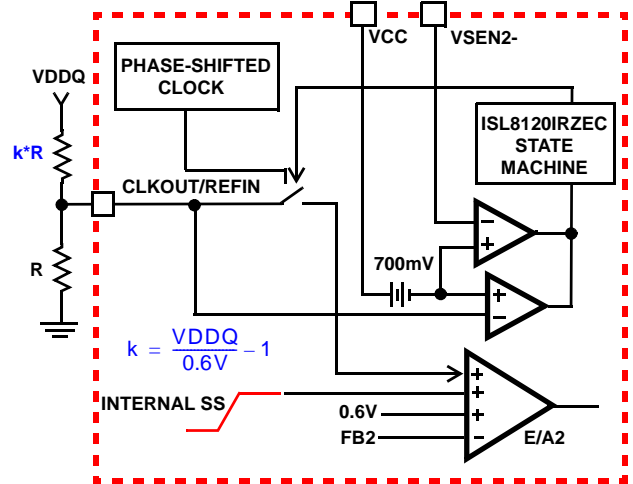 VCC
VSEN2-
PHASE-SHIFTED
CLOCK
VDDQ
ISL8120IRZEC
STATE
MACHINE
k*R
CLKOUT/REFIN
−
+
R
700mV
+
−
k = VDDQ / 0.6V − 1
INTERNAL SS
+
+
0.6V
+
FB2
−
E/A2